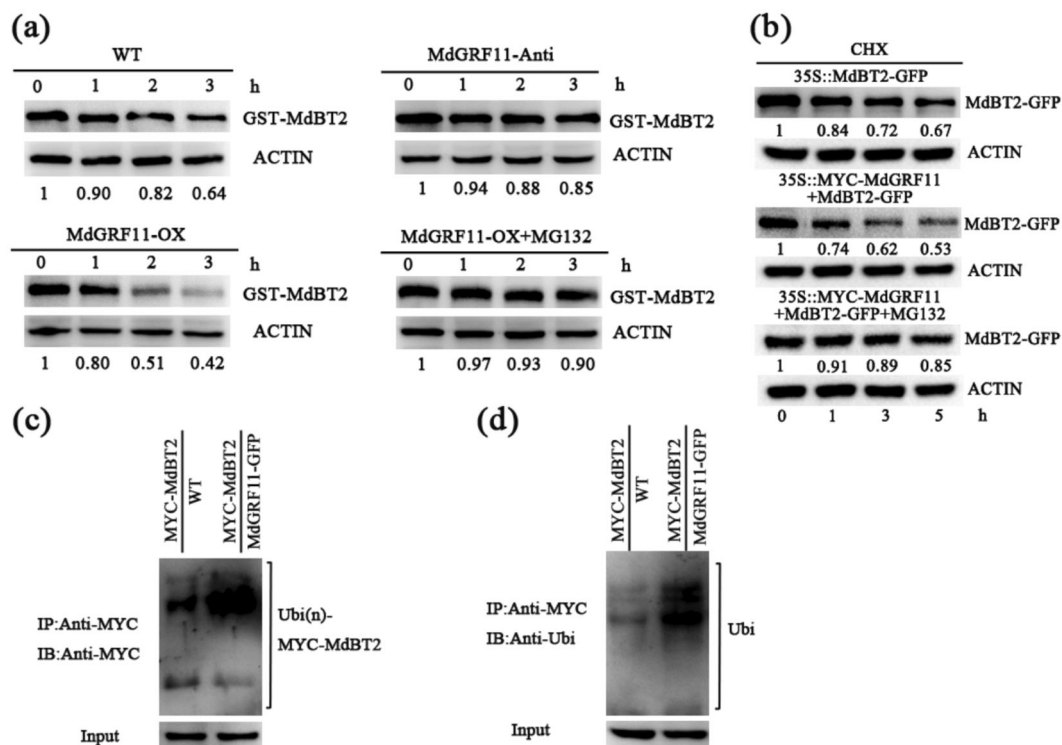 (a)
WT
0 1 2 3 h
GST-MdBT2
ACTIN
1 0.90 0.82 0.64
MdGRF11-Anti
0 1 2 3 h
GST-MdBT2
ACTIN
1 0.94 0.88 0.85
MdGRF11-OX
0 1 2 3 h
GST-MdBT2
ACTIN
1 0.80 0.51 0.42
MdGRF11-OX+MG132
0 1 2 3 h
GST-MdBT2
ACTIN
1 0.97 0.93 0.90
(b)
CHX
35S::MdBT2-GFP
MdBT2-GFP
1 0.84 0.72 0.67
ACTIN
35S::MYC-MdGRF11
+MdBT2-GFP
MdBT2-GFP
1 0.74 0.62 0.53
ACTIN
35S::MYC-MdGRF11
+MdBT2-GFP+MG132
MdBT2-GFP
1 0.91 0.89 0.85
ACTIN
0 1 3 5 h
(c)
MYC-MdBT2
WT
MYC-MdBT2
MdGRF11-GFP
IP:Anti-MYC
IB:Anti-MYC
Ubi(n)-
MYC-MdBT2
Input
(d)
MYC-MdBT2
WT
MYC-MdBT2
MdGRF11-GFP
IP:Anti-MYC
IB:Anti-Ubi
Ubi
Input